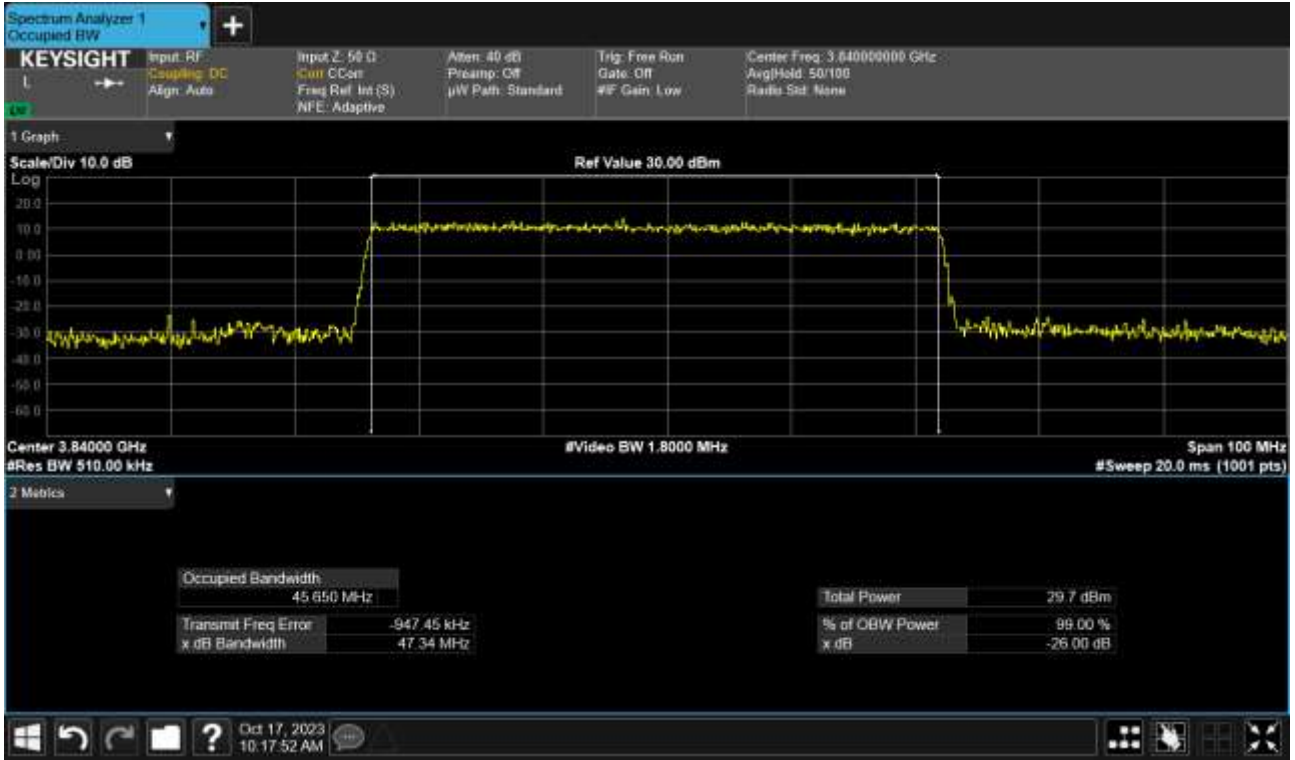 Spectrum Analyzer 1
Occupied BW
+
KEYSIGHT
L
Input: RF
Coupling: DC
Align: Auto
Input Z: 50 Ω
Corr CCorr
Freq Ref: Int (S)
NFE: Adaptive
Atten: 40 dB
Preamp: Off
µW Path: Standard
Trig: Free Run
Gate: Off
#IF Gain: Low
Center Freq: 3.840000000 GHz
Avg|Hold: 50/100
Radio Std: None
1 Graph
Scale/Div 10.0 dB
Ref Value 30.00 dBm
Log
20.0
10.0
0.00
-10.0
-20.0
-30.0
-40.0
-50.0
-60.0
Center 3.84000 GHz
#Video BW 1.8000 MHz
Span 100 MHz
#Res BW 510.00 kHz
#Sweep 20.0 ms (1001 pts)
2 Metrics
Occupied Bandwidth
45.650 MHz
Total Power 29.7 dBm
Transmit Freq Error -947.45 kHz
% of OBW Power 99.00 %
x dB Bandwidth 47.34 MHz
x dB -26.00 dB
?
Oct 17, 2023
10:17:52 AM